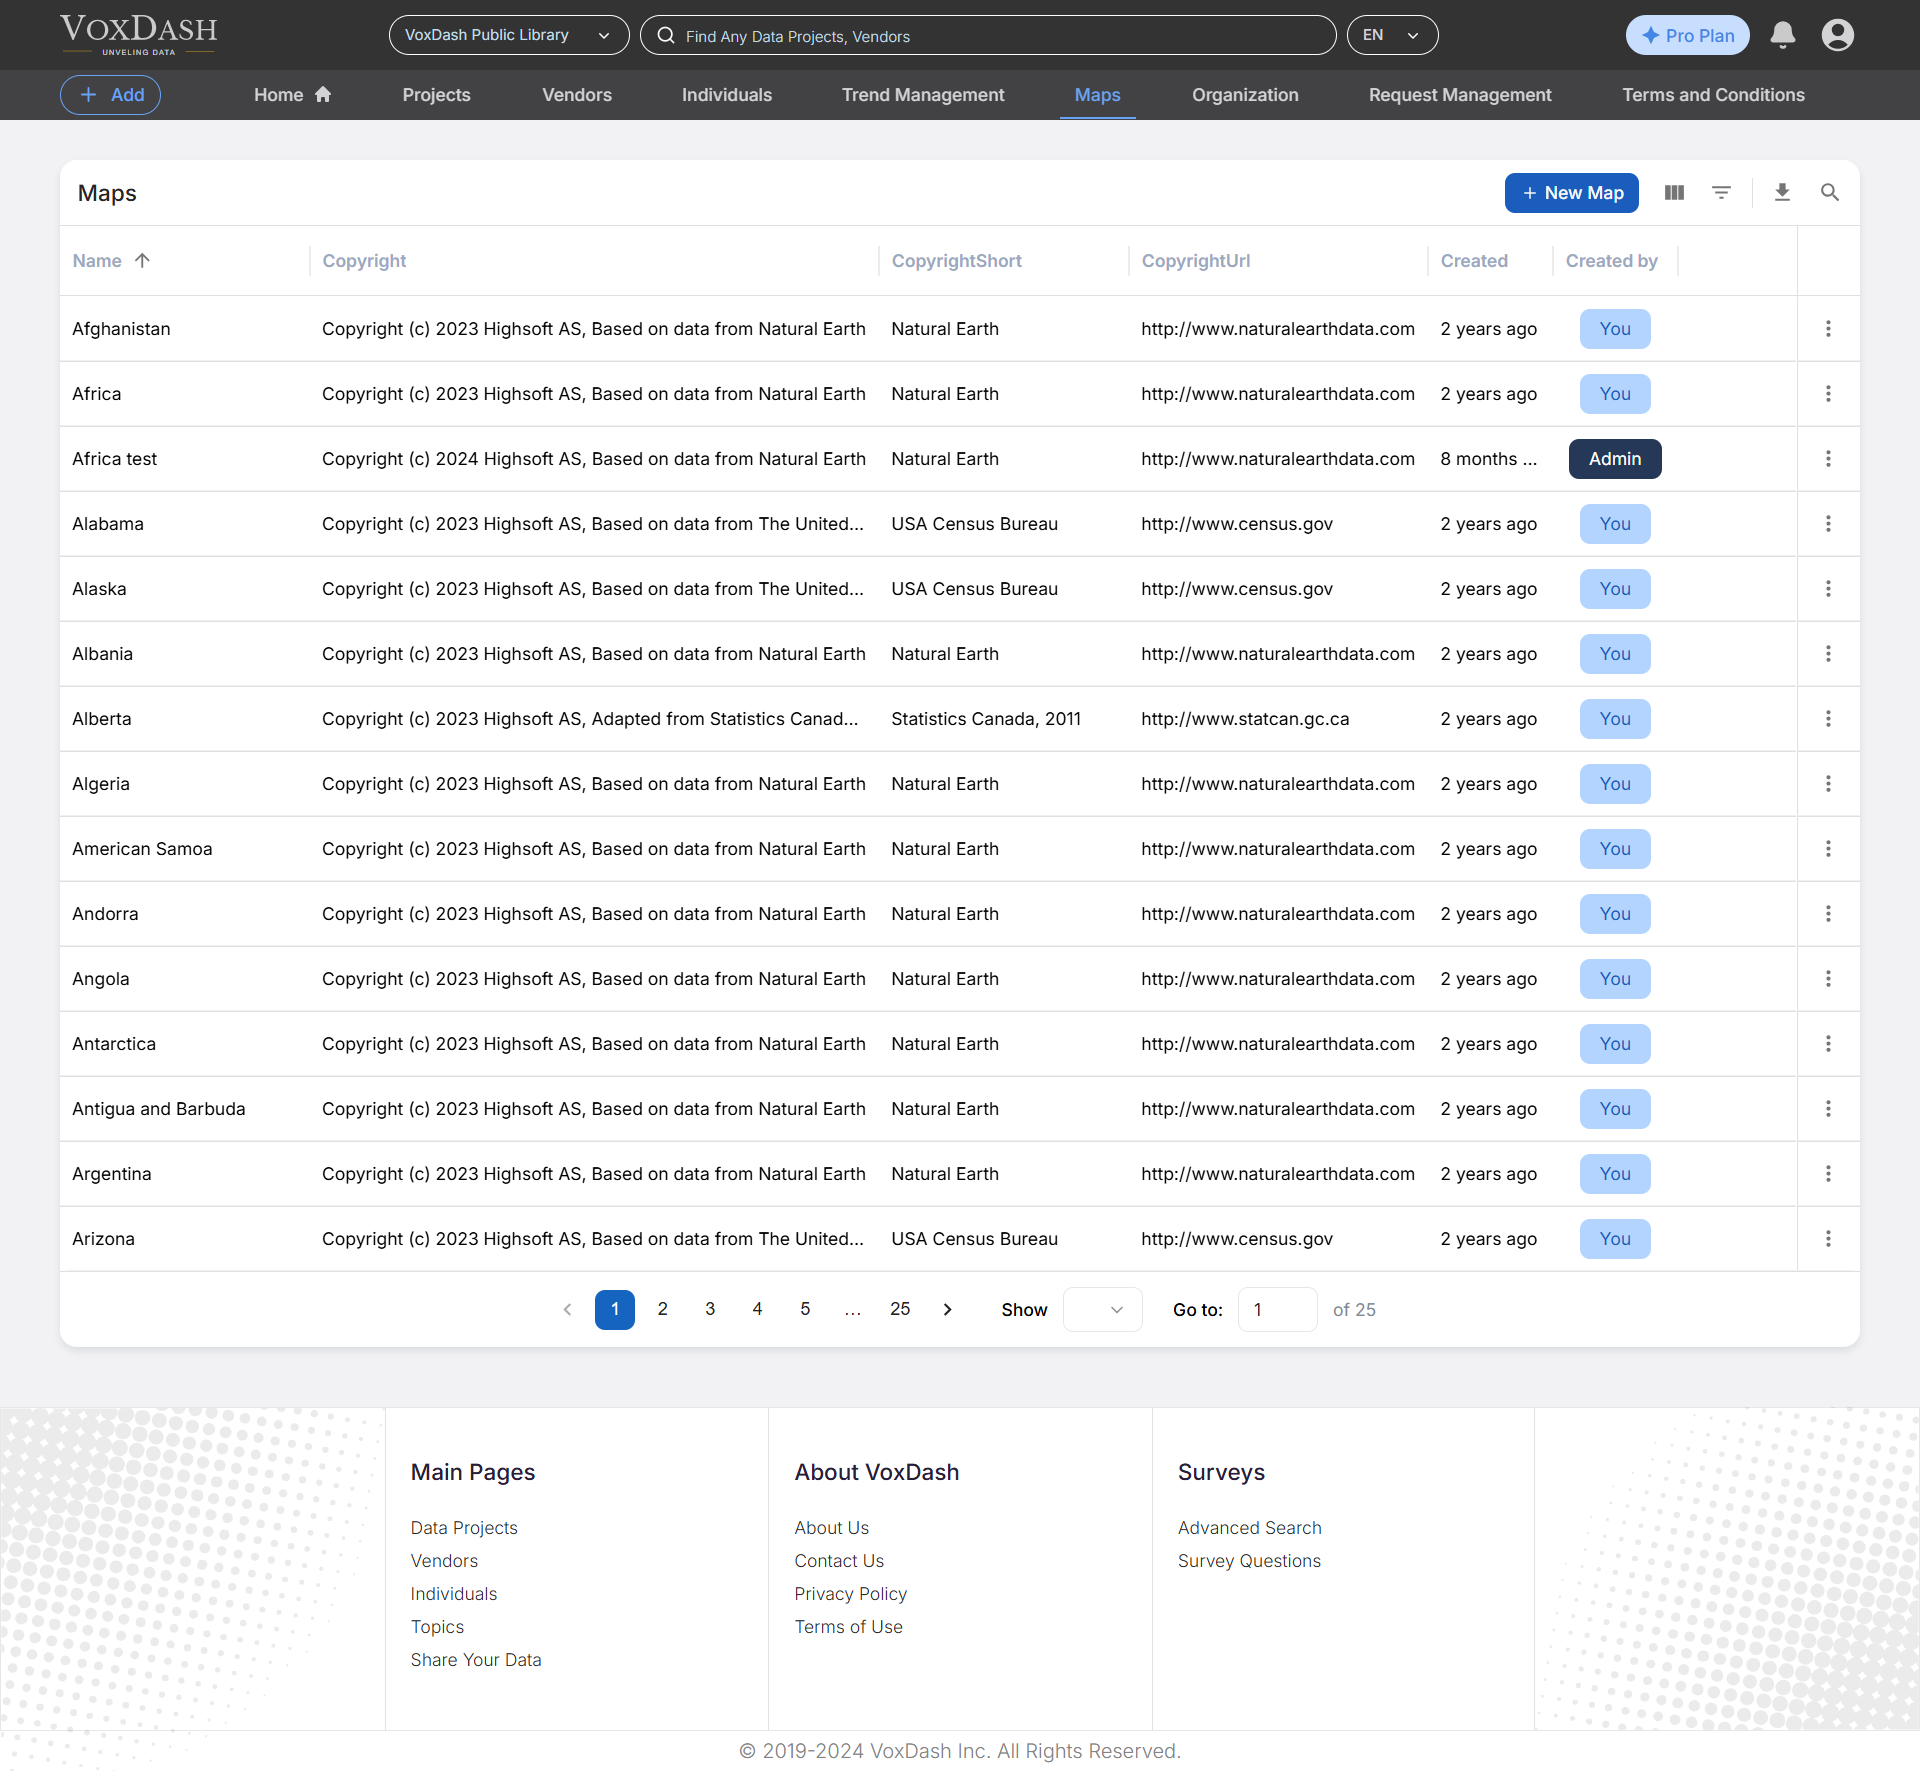 VOXDASH
UNVELING DATA
VoxDash Public Library
Find Any Data Projects, Vendors
EN
Pro Plan
Add
Home
Projects
Vendors
Individuals
Trend Management
Maps
Organization
Request Management
Terms and Conditions
Maps
+ New Map
Name Copyright CopyrightShort CopyrightUrl Created Created by
Afghanistan Copyright (c) 2023 Highsoft AS, Based on data from Natural Earth Natural Earth http://www.naturalearthdata.com 2 years ago You
Africa Copyright (c) 2023 Highsoft AS, Based on data from Natural Earth Natural Earth http://www.naturalearthdata.com 2 years ago You
Africa test Copyright (c) 2024 Highsoft AS, Based on data from Natural Earth Natural Earth http://www.naturalearthdata.com 8 months ... Admin
Alabama Copyright (c) 2023 Highsoft AS, Based on data from The United... USA Census Bureau http://www.census.gov 2 years ago You
Alaska Copyright (c) 2023 Highsoft AS, Based on data from The United... USA Census Bureau http://www.census.gov 2 years ago You
Albania Copyright (c) 2023 Highsoft AS, Based on data from Natural Earth Natural Earth http://www.naturalearthdata.com 2 years ago You
Alberta Copyright (c) 2023 Highsoft AS, Adapted from Statistics Canad... Statistics Canada, 2011 http://www.statcan.gc.ca 2 years ago You
Algeria Copyright (c) 2023 Highsoft AS, Based on data from Natural Earth Natural Earth http://www.naturalearthdata.com 2 years ago You
American Samoa Copyright (c) 2023 Highsoft AS, Based on data from Natural Earth Natural Earth http://www.naturalearthdata.com 2 years ago You
Andorra Copyright (c) 2023 Highsoft AS, Based on data from Natural Earth Natural Earth http://www.naturalearthdata.com 2 years ago You
Angola Copyright (c) 2023 Highsoft AS, Based on data from Natural Earth Natural Earth http://www.naturalearthdata.com 2 years ago You
Antarctica Copyright (c) 2023 Highsoft AS, Based on data from Natural Earth Natural Earth http://www.naturalearthdata.com 2 years ago You
Antigua and Barbuda Copyright (c) 2023 Highsoft AS, Based on data from Natural Earth Natural Earth http://www.naturalearthdata.com 2 years ago You
Argentina Copyright (c) 2023 Highsoft AS, Based on data from Natural Earth Natural Earth http://www.naturalearthdata.com 2 years ago You
Arizona Copyright (c) 2023 Highsoft AS, Based on data from The United... USA Census Bureau http://www.census.gov 2 years ago You
1 2 3 4 5 ... 25 Show Go to: 1 of 25
Main Pages
Data Projects
Vendors
Individuals
Topics
Share Your Data
About VoxDash
About Us
Contact Us
Privacy Policy
Terms of Use
Surveys
Advanced Search
Survey Questions
© 2019-2024 VoxDash Inc. All Rights Reserved.